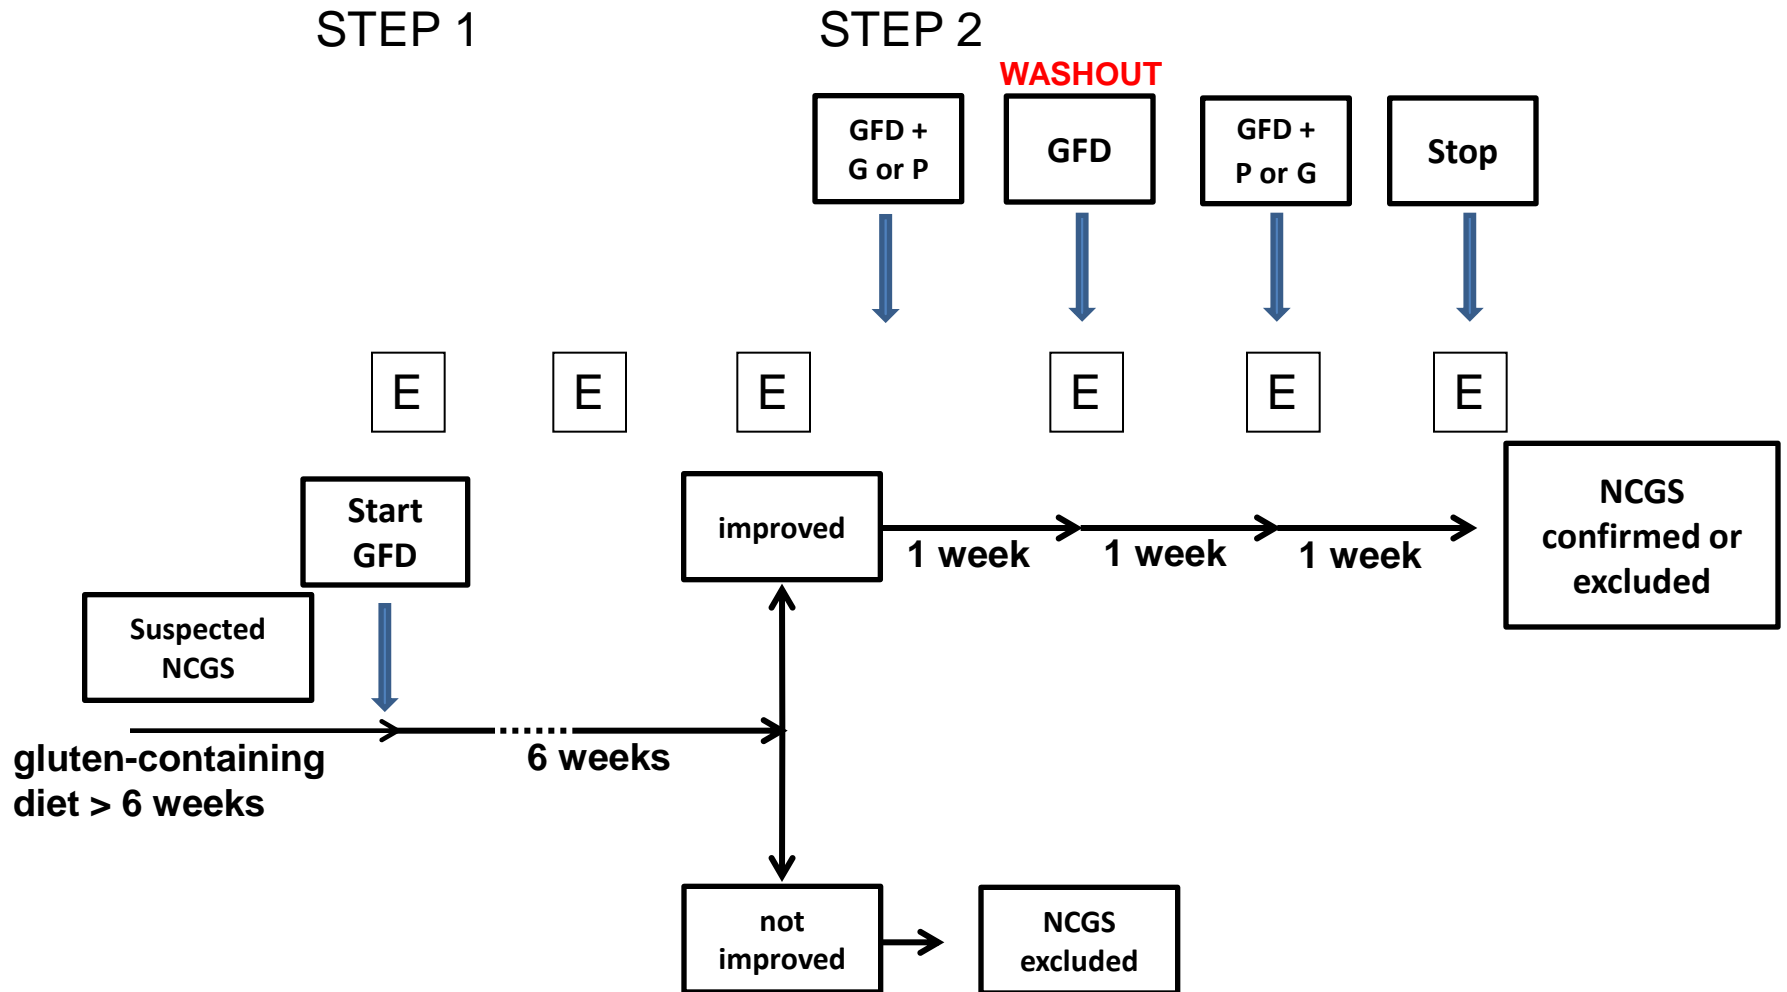 STEP 1
STEP 2
WASHOUT
GFD +
G or P
GFD
GFD +
P or G
Stop
E
E
E
E
E
E
Start
GFD
Suspected
NCGS
improved
1 week
1 week
1 week
NCGS
confirmed or
excluded
gluten-containing
diet > 6 weeks
6 weeks
not
improved
NCGS
excluded